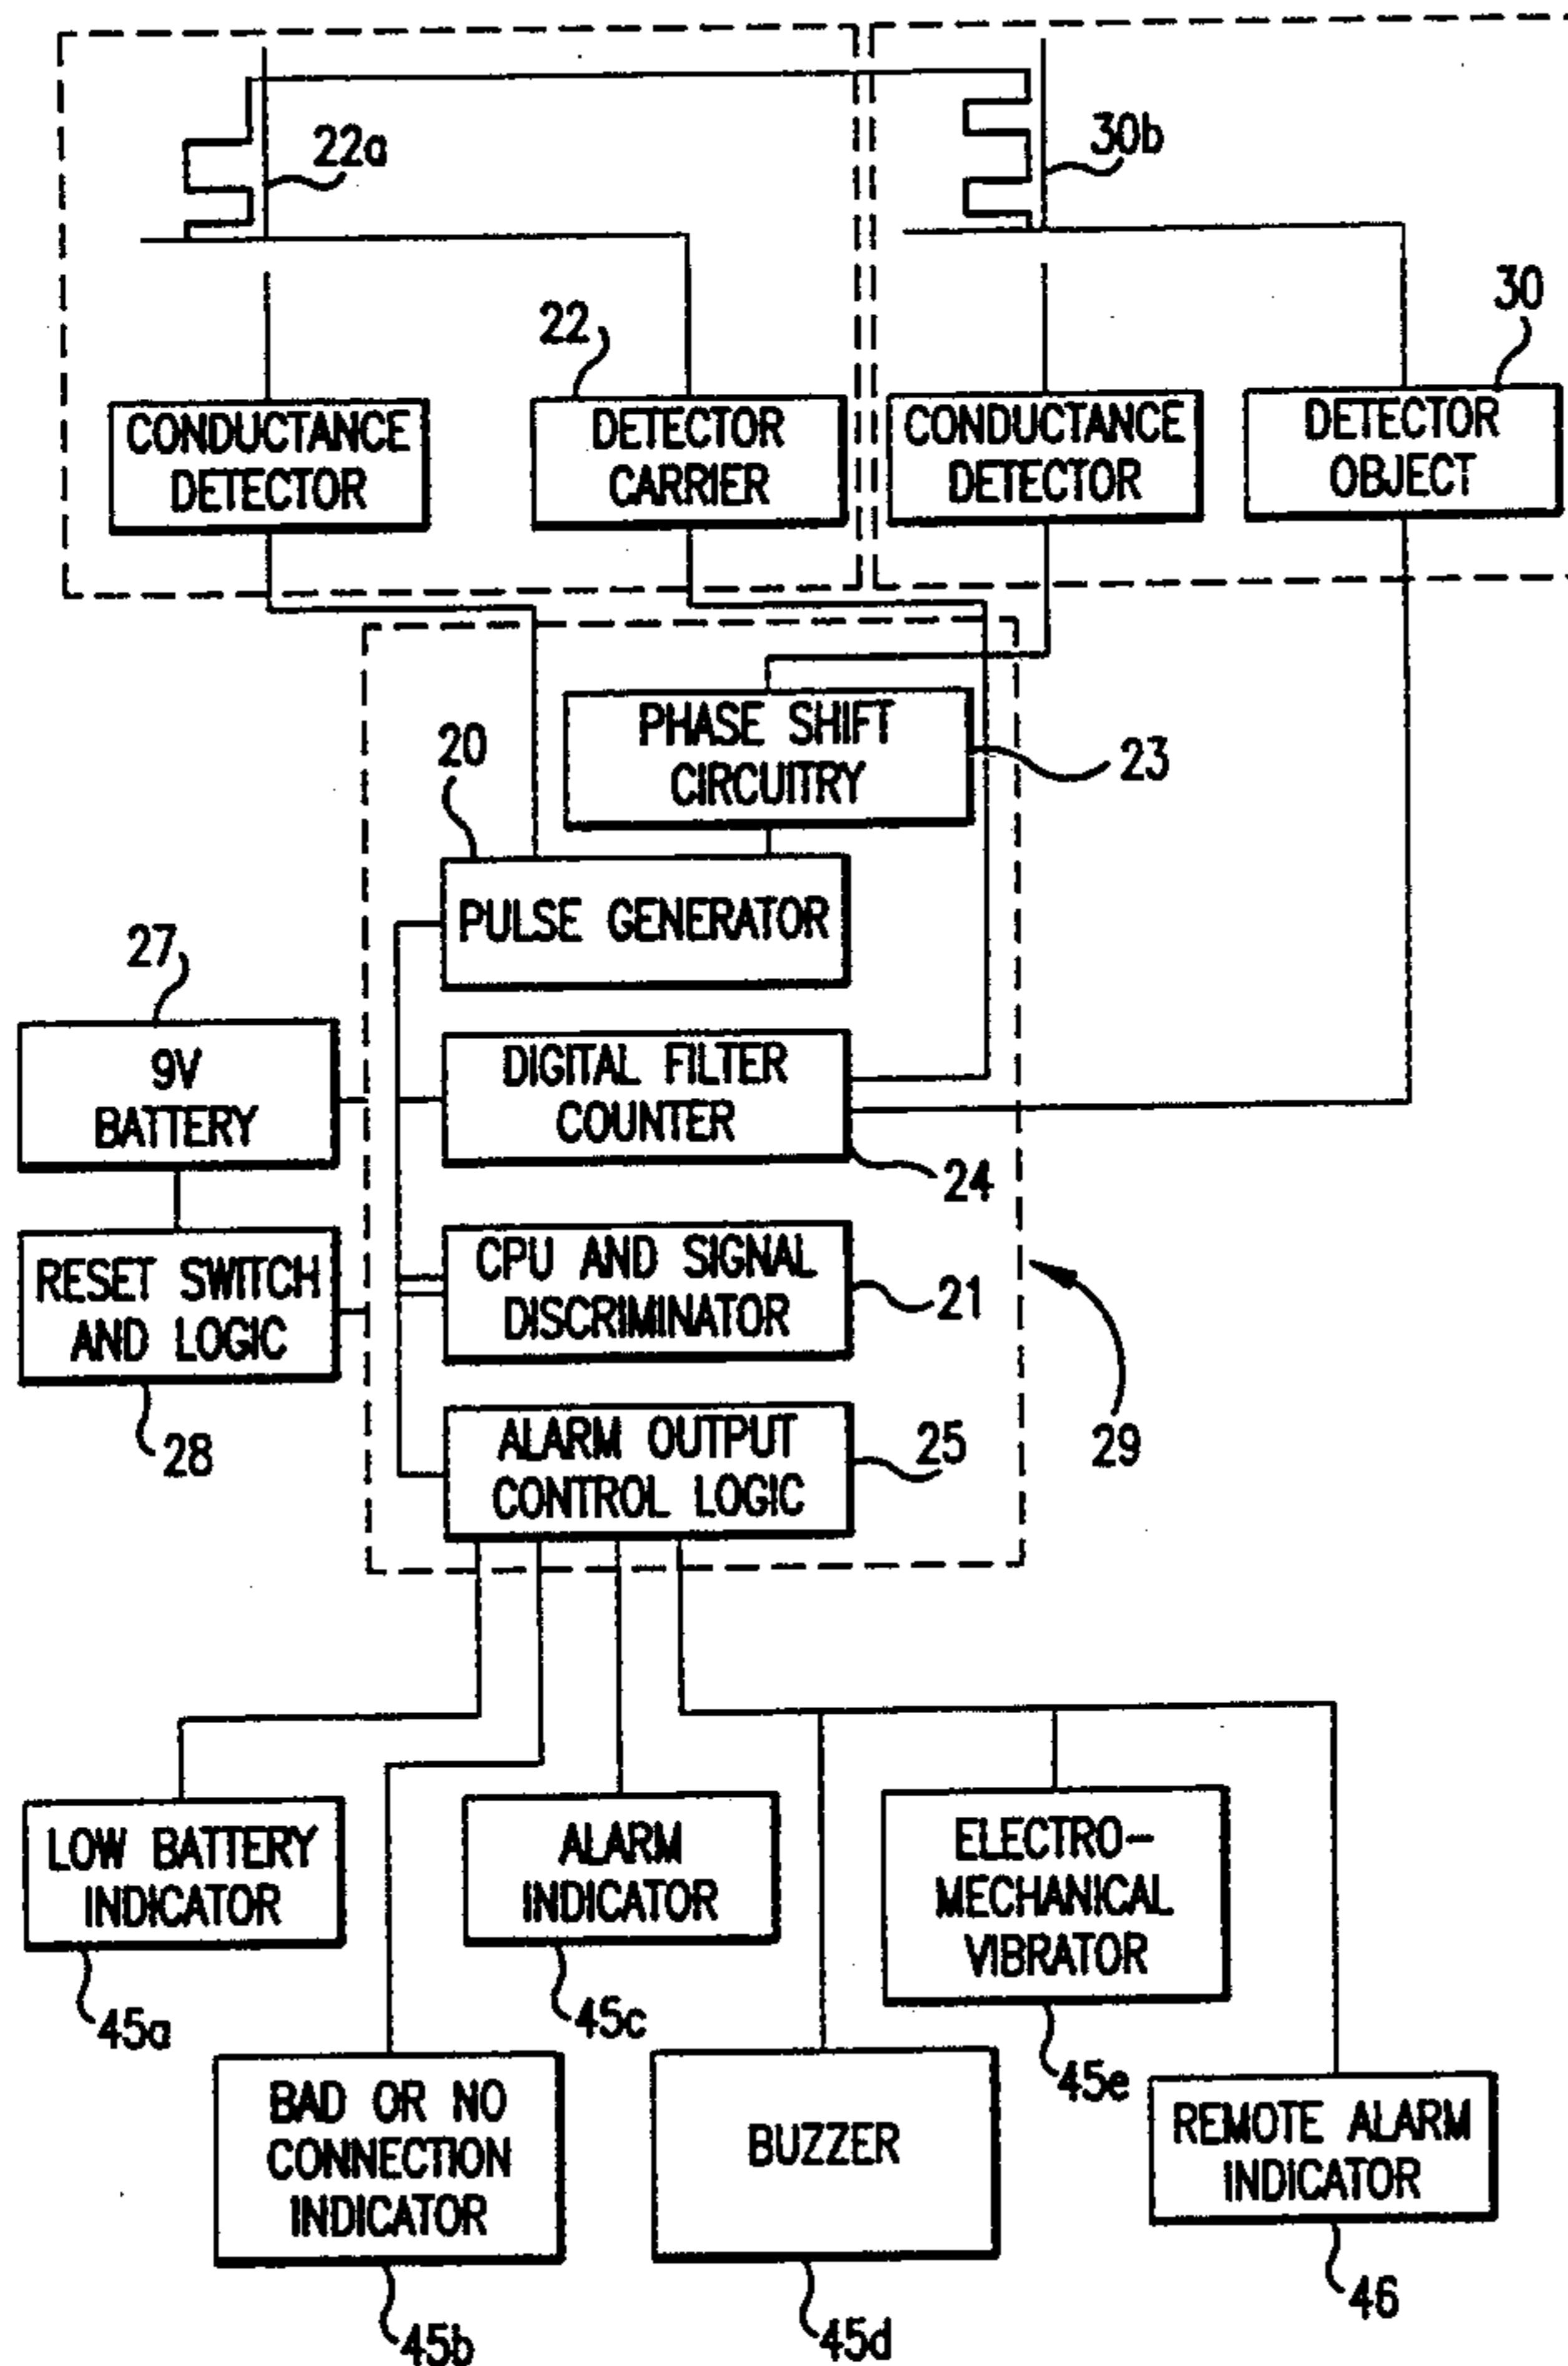 22a
30b
22
30
CONDUCTANCE
DETECTOR
DETECTOR
CARRIER
CONDUCTANCE
DETECTOR
DETECTOR
OBJECT
PHASE SHIFT
CIRCUITRY
23
20
PULSE GENERATOR
27
9V
BATTERY
DIGITAL FILTER
COUNTER
24
RESET SWITCH
AND LOGIC
28
CPU AND SIGNAL
DISCRIMINATOR
21
29
ALARM OUTPUT
CONTROL LOGIC
25
LOW BATTERY
INDICATOR
45a
ALARM
INDICATOR
45c
ELECTRO-
MECHANICAL
VIBRATOR
45e
BAD OR NO
CONNECTION
INDICATOR
45b
BUZZER
45d
REMOTE ALARM
INDICATOR
46